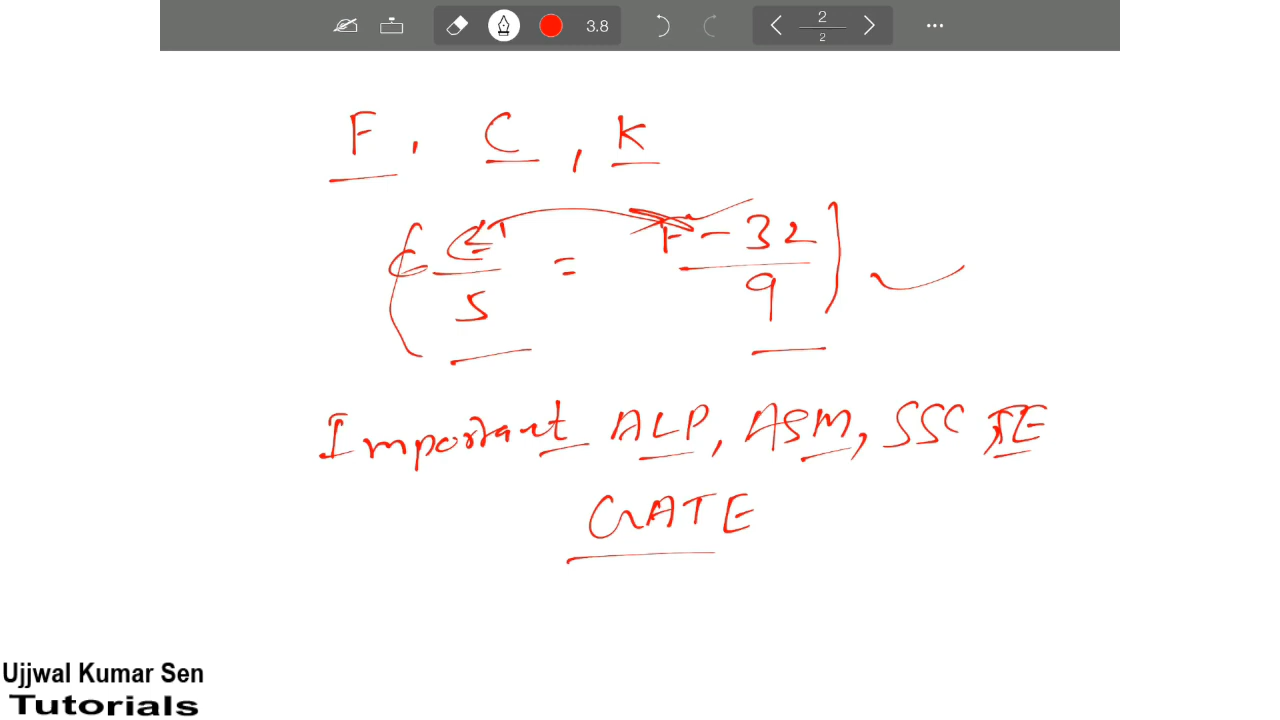 3.8
2
2
F, C, K
( C/5 = F - 32/9 )
Important ALP, ASM, SSC JE
GATE
Ujjwal Kumar Sen
Tutorials